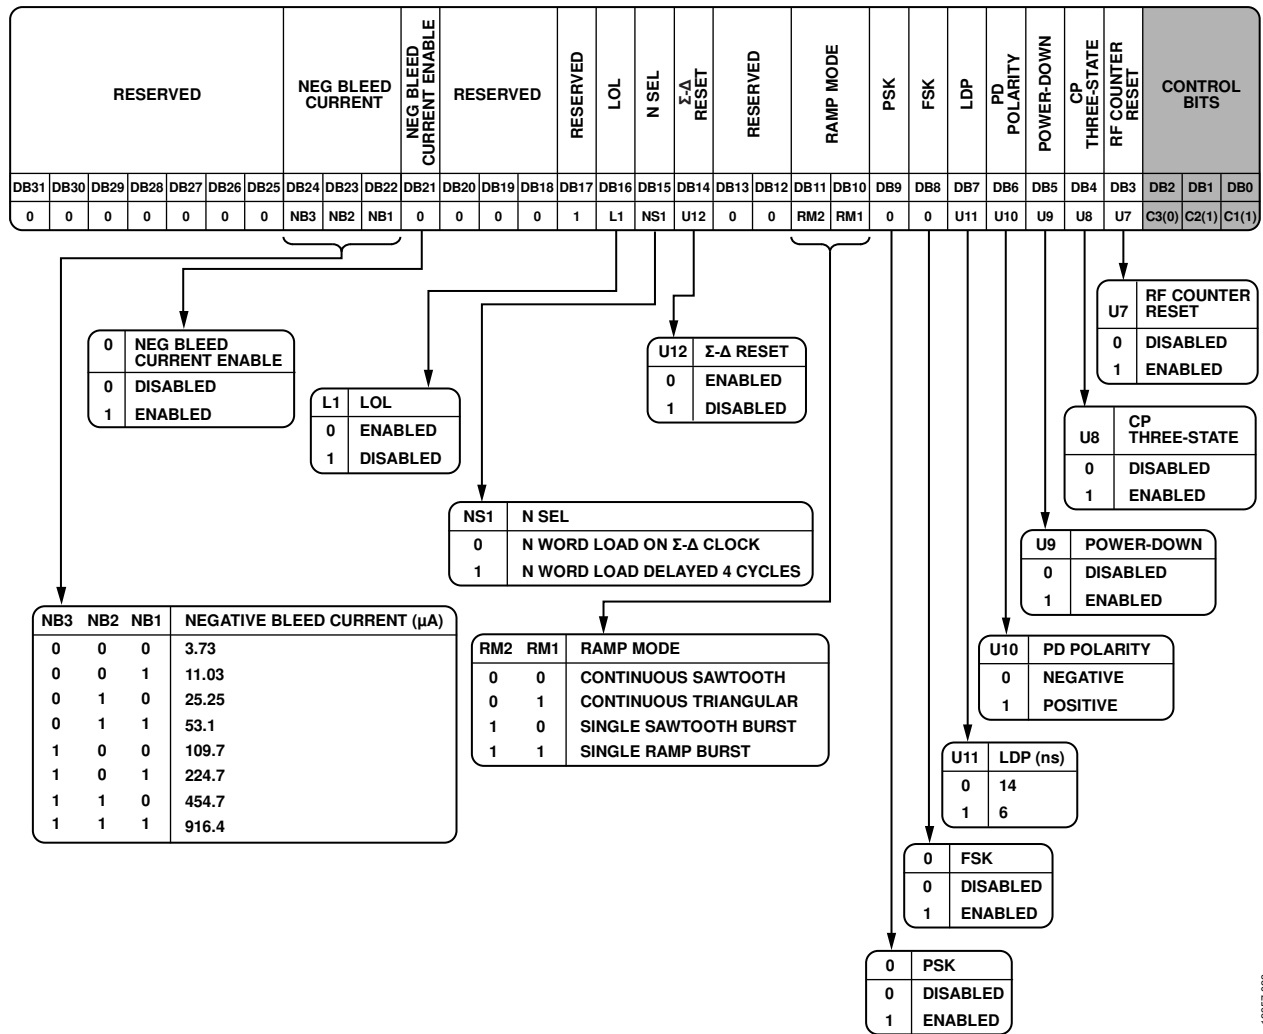 RESERVED
NEG BLEED
CURRENT
NEG BLEED
CURRENT ENABLE
RESERVED
RESERVED
LOL
N SEL
Σ-Δ
RESET
RESERVED
RAMP MODE
PSK
FSK
LDP
PD
POLARITY
POWER-DOWN
CP
THREE-STATE
RF COUNTER
RESET
CONTROL
BITS
DB31 DB30 DB29 DB28 DB27 DB26 DB25 DB24 DB23 DB22 DB21 DB20 DB19 DB18 DB17 DB16 DB15 DB14 DB13 DB12 DB11 DB10 DB9 DB8 DB7 DB6 DB5 DB4 DB3 DB2 DB1 DB0
0 0 0 0 0 0 0 NB3 NB2 NB1 0 0 0 0 1 L1 NS1 U12 0 0 RM2 RM1 0 0 U11 U10 U9 U8 U7 C3(0) C2(1) C1(1)
0 NEG BLEED
CURRENT ENABLE
0 DISABLED
1 ENABLED
L1 LOL
0 ENABLED
1 DISABLED
U12 Σ-Δ RESET
0 ENABLED
1 DISABLED
U7 RF COUNTER
RESET
0 DISABLED
1 ENABLED
U8 CP
THREE-STATE
0 DISABLED
1 ENABLED
NS1 N SEL
0 N WORD LOAD ON Σ-Δ CLOCK
1 N WORD LOAD DELAYED 4 CYCLES
U9 POWER-DOWN
0 DISABLED
1 ENABLED
NB3 NB2 NB1 NEGATIVE BLEED CURRENT (µA)
0 0 0 3.73
0 0 1 11.03
0 1 0 25.25
0 1 1 53.1
1 0 0 109.7
1 0 1 224.7
1 1 0 454.7
1 1 1 916.4
RM2 RM1 RAMP MODE
0 0 CONTINUOUS SAWTOOTH
0 1 CONTINUOUS TRIANGULAR
1 0 SINGLE SAWTOOTH BURST
1 1 SINGLE RAMP BURST
U10 PD POLARITY
0 NEGATIVE
1 POSITIVE
U11 LDP (ns)
0 14
1 6
0 FSK
0 DISABLED
1 ENABLED
0 PSK
0 DISABLED
1 ENABLED